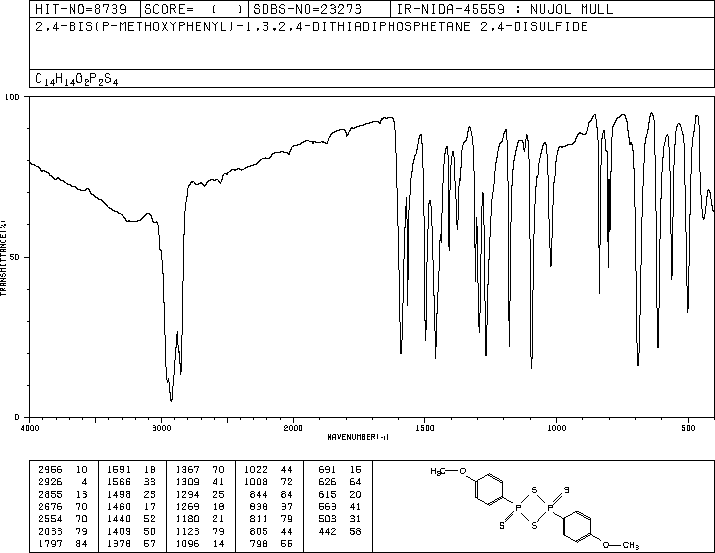 HIT-NO=8739 SCORE= ( ) SDBS-NO=23273 IR-NIDA-45559 : NUJOL MULL
2,4-BIS(P-METHOXYPHENYL)-1,3,2,4-DITHIADIPHOSPHETANE 2,4-DISULFIDE
C14H14O2P2S4
100
50
0
TRANSMITTANCE(%)
4000 3000 2000 1500 1000 500
WAVENUMBER(-1)
2956 10 1591 18 1367 70 1022 44 691 15
2926 4 1566 33 1309 41 1008 72 626 64
2855 13 1498 23 1294 25 844 84 615 20
2676 70 1460 17 1269 18 838 37 563 41
2554 70 1440 52 1180 21 811 79 503 31
2033 79 1409 50 1123 79 805 44 442 58
1797 84 1378 57 1096 14 798 55
H3C O
S S
P P
S S
O CH3